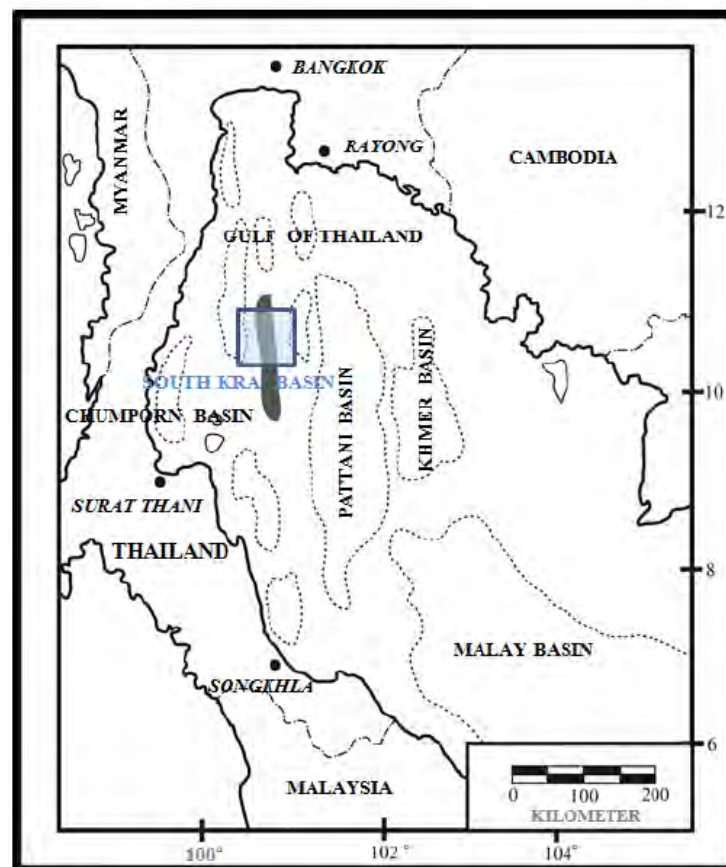 BANGKOK
RAYONG
MYANMAR
CAMBODIA
12
GULF OF THAILAND
SOUTH KRA BASIN
10
CHUMPORN BASIN
PATTANI BASIN
KHMER BASIN
SURAT THANI
THAILAND
8
MALAY BASIN
SONGKHLA
6
MALAYSIA
0 100 200
KILOMETER
100° 102° 104°